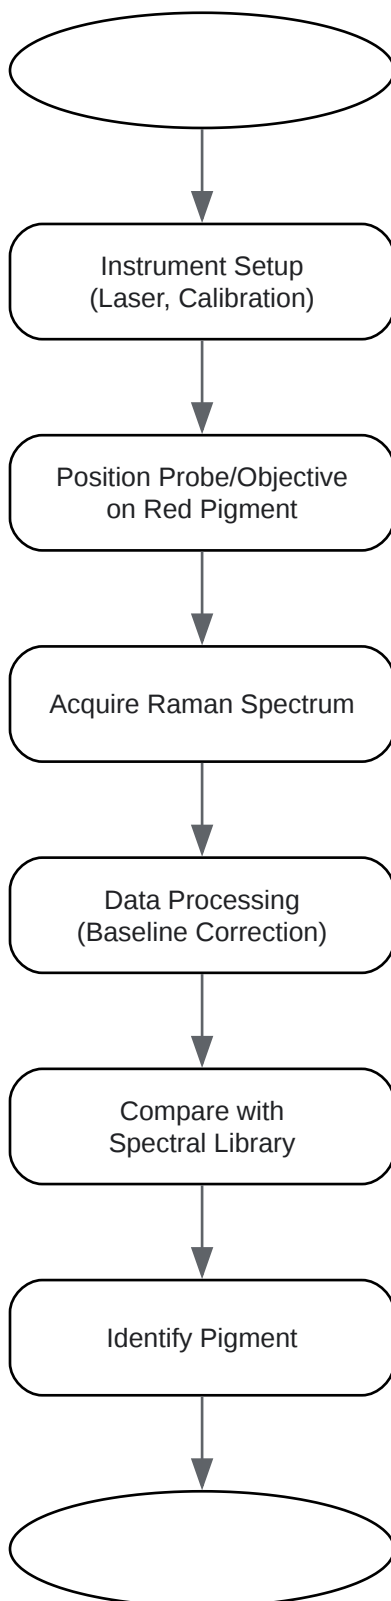 Instrument Setup
(Laser, Calibration)
Position Probe/Objective
on Red Pigment
Acquire Raman Spectrum
Data Processing
(Baseline Correction)
Compare with
Spectral Library
Identify Pigment